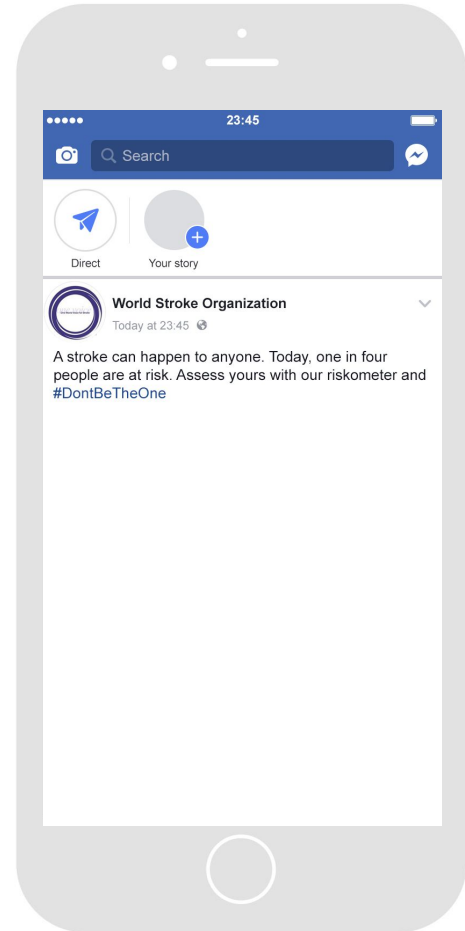 23:45
Search
Direct
Your story
World Stroke Organization
Today at 23:45
A stroke can happen to anyone. Today, one in four
people are at risk. Assess yours with our riskometer and
#DontBeTheOne